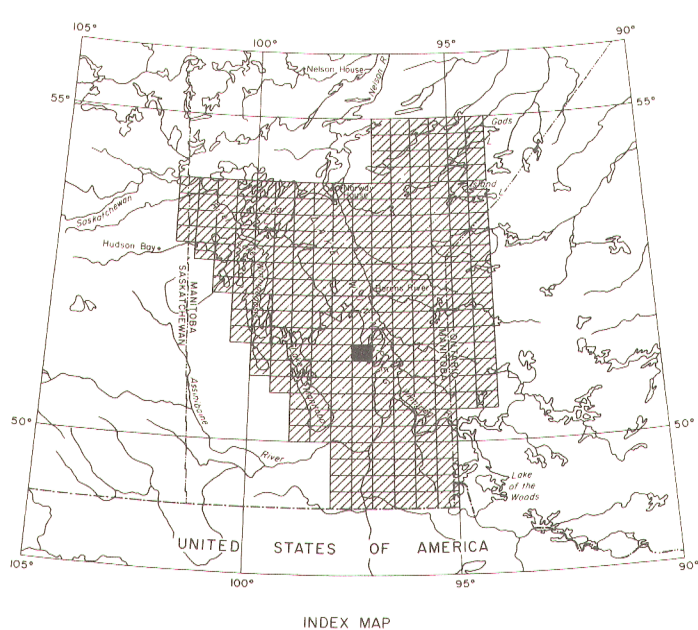 105°
90°
100°
95°
Nelson House
Nelson R
55°
55°
Gods
L
Norway
House
Island
L
Saskatchewan
Hudson Bay
Berens River
MANITOBA
SASKATCHEWAN
ONTARIO
MANITOBA
Assiniboine
50°
50°
River
Lake
of the
Woods
UNITED STATES OF AMERICA
105°
100°
95°
90°
INDEX MAP